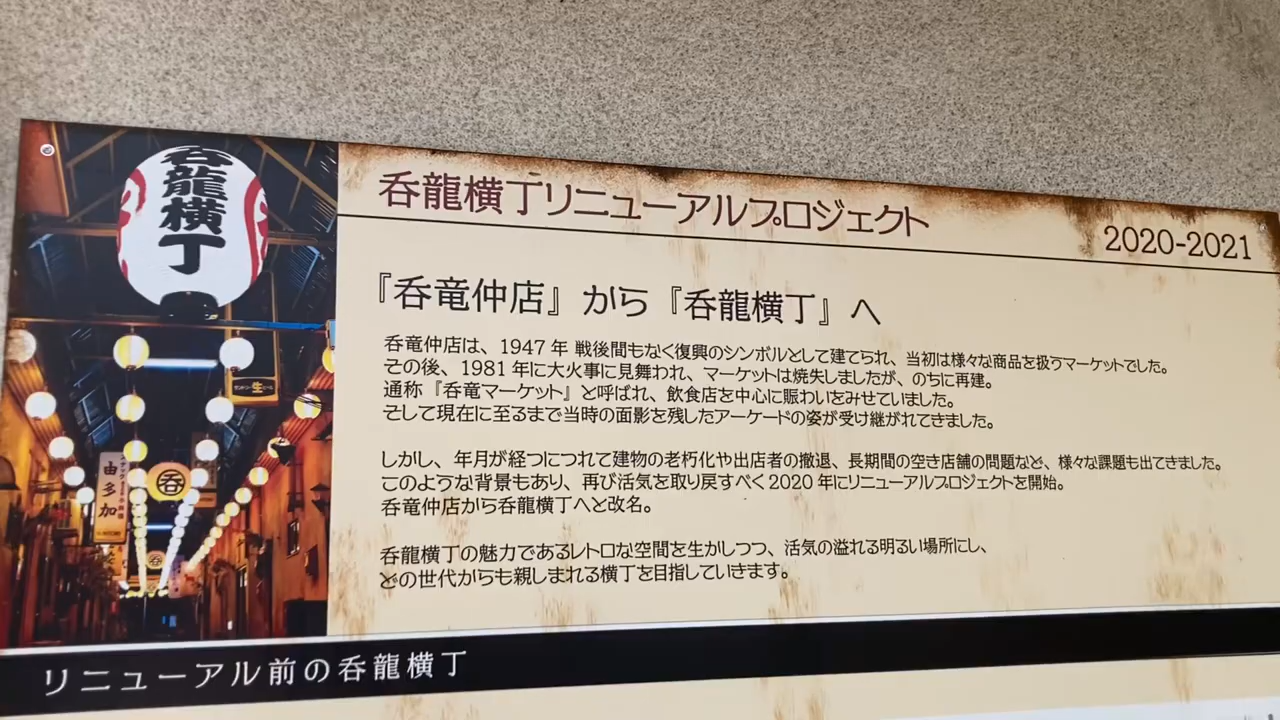 呑龍横丁
呑龍横丁リニューアルプロジェクト
2020-2021
『呑竜仲店』から『呑龍横丁』へ
呑竜仲店は、1947年 戦後間もなく復興のシンボルとして建てられ、当初は様々な商品を扱うマーケットでした。
その後、1981年に大火事に見舞われ、マーケットは焼失しましたが、のちに再建。
通称『呑竜マーケット』と呼ばれ、飲食店を中心に賑わいをみせていました。
そして現在に至るまで当時の面影を残したアーケードの姿が受け継がれてきました。
しかし、年月が経つにつれて建物の老朽化や出店者の撤退、長期間の空き店舗の問題など、様々な課題も出てきました。
このような背景もあり、再び活気を取り戻すべく2020年にリニューアルプロジェクトを開始。
呑竜仲店から呑龍横丁へと改名。
呑龍横丁の魅力であるレトロな空間を生かしつつ、活気の溢れる明るい場所にし、
どの世代からも親しまれる横丁を目指していきます。
生
由多加
呑
呑
リニューアル前の呑龍横丁